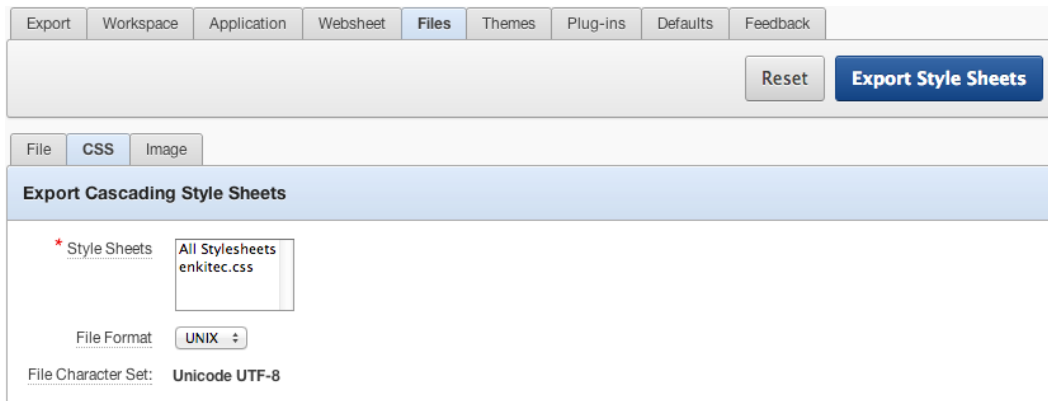 Export Workspace Application Websheet Files Themes Plug-ins Defaults Feedback
Reset Export Style Sheets
File CSS Image
Export Cascading Style Sheets
* Style Sheets All Stylesheets
enkitec.css
File Format UNIX
File Character Set: Unicode UTF-8